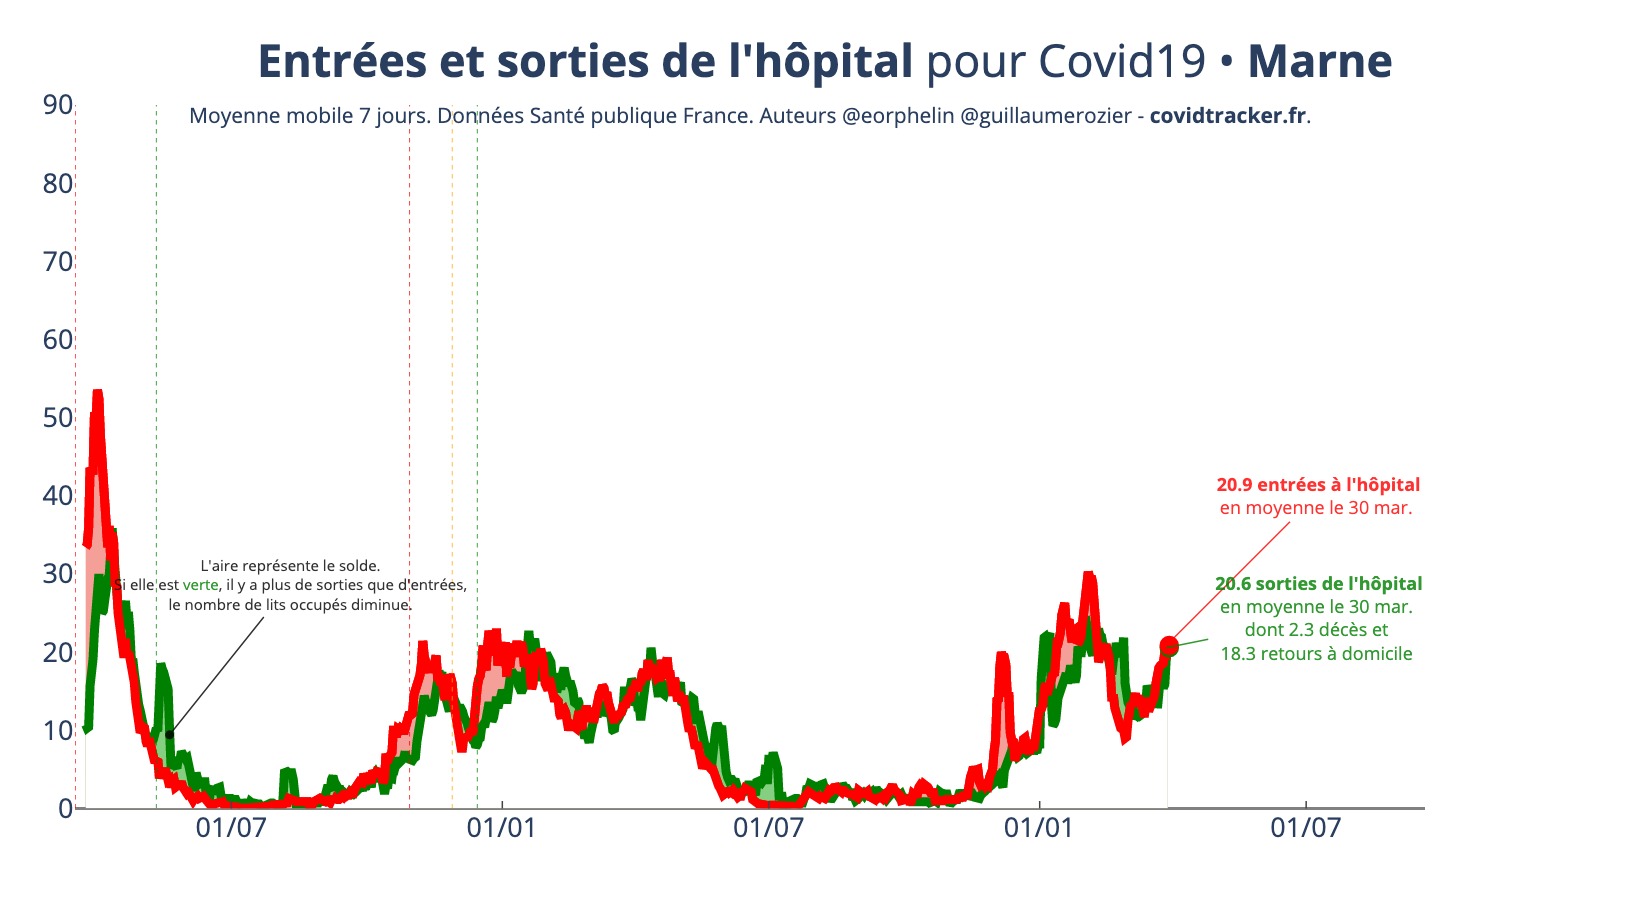 Entrées et sorties de l'hôpital pour Covid19 • Marne
Moyenne mobile 7 jours. Données Santé publique France. Auteurs @eorphelin @guillaumerozier - covidtracker.fr.
90
80
70
60
50
40
30
20
10
0
L'aire représente le solde.
Si elle est verte, il y a plus de sorties que d'entrées,
le nombre de lits occupés diminue.
20.9 entrées à l'hôpital
en moyenne le 30 mar.
20.6 sorties de l'hôpital
en moyenne le 30 mar.
dont 2.3 décès et
18.3 retours à domicile
01/07
01/01
01/07
01/01
01/07